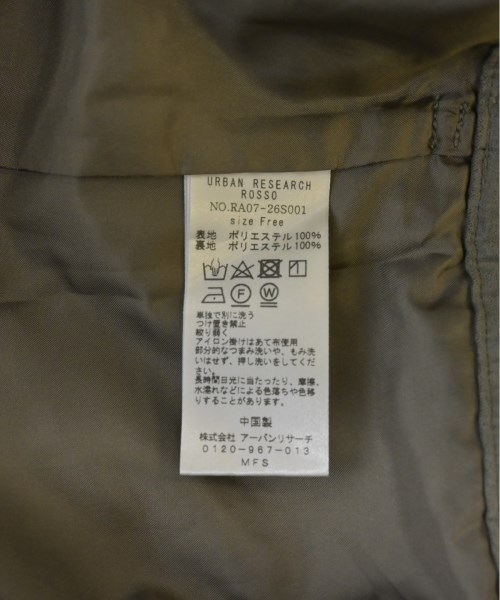 URBAN RESEARCH
ROSSO
NO.RA07-26S001
size Free
表地 ポリエステル100%
裏地 ポリエステル100%
F W
単独で別に洗う
つけ置き禁止
絞り弱く
アイロン掛けはあて布使用
部分的なつまみ洗いや、もみ洗
いはせず、押し洗いをしてくだ
さい。
長時間日光に当たったり、摩擦、
水濡れなどによる色落ちや色移
りすることがあります。
中国製
株式会社 アーバンリサーチ
0120-967-013
MFS